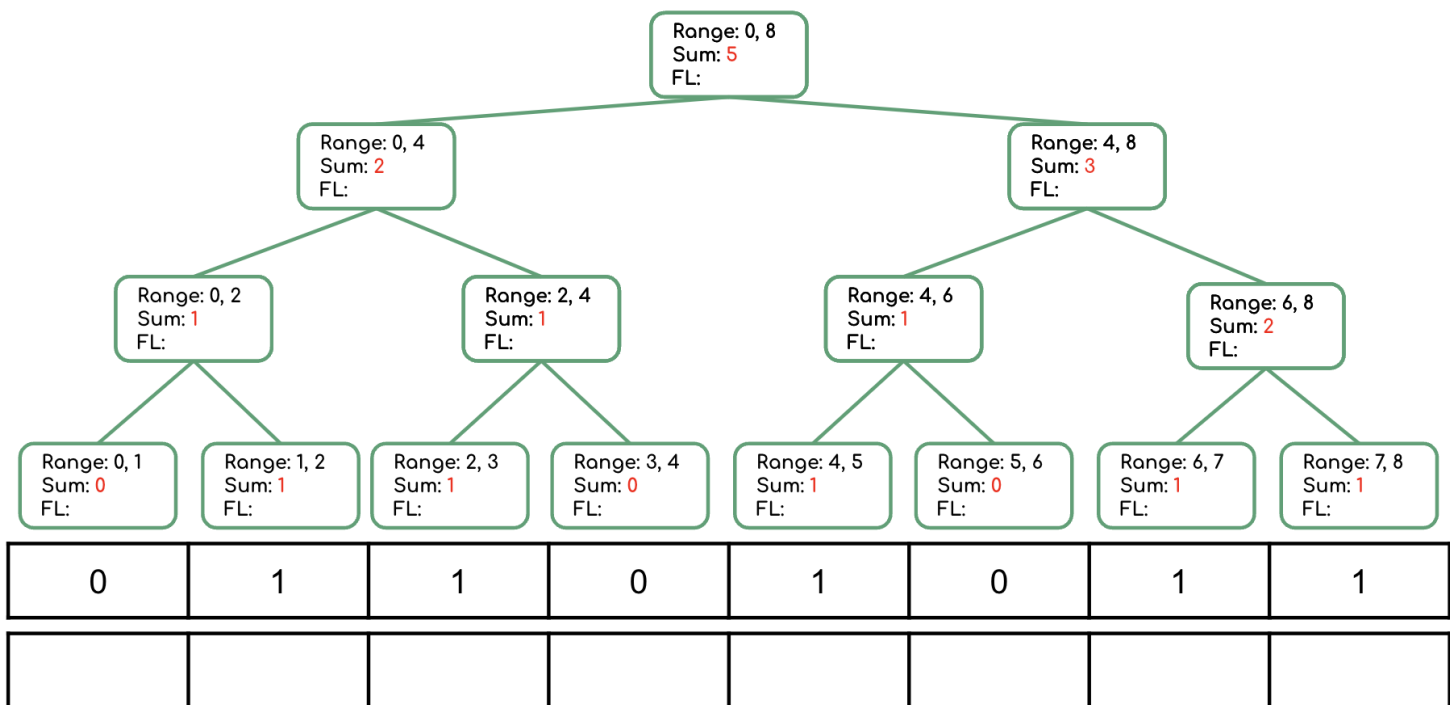 Range: 0, 8
Sum: 5
FL:
Range: 0, 4
Sum: 2
FL:
Range: 4, 8
Sum: 3
FL:
Range: 0, 2
Sum: 1
FL:
Range: 2, 4
Sum: 1
FL:
Range: 4, 6
Sum: 1
FL:
Range: 6, 8
Sum: 2
FL:
Range: 0, 1
Sum: 0
FL:
Range: 1, 2
Sum: 1
FL:
Range: 2, 3
Sum: 1
FL:
Range: 3, 4
Sum: 0
FL:
Range: 4, 5
Sum: 1
FL:
Range: 5, 6
Sum: 0
FL:
Range: 6, 7
Sum: 1
FL:
Range: 7, 8
Sum: 1
FL:
0 1 1 0 1 0 1 1